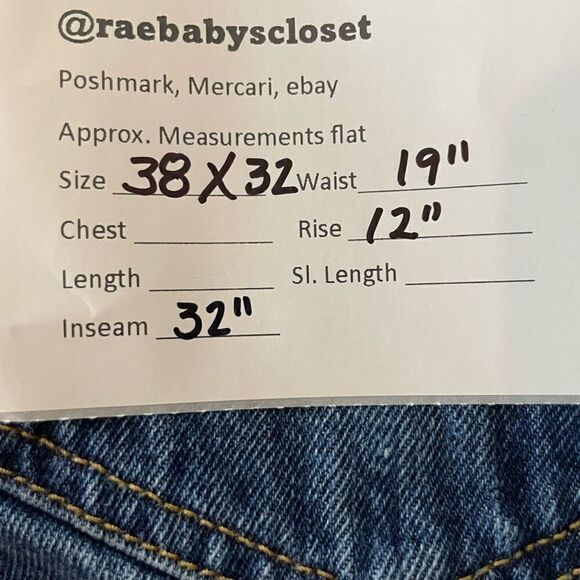 @raebabyscloset
Poshmark, Mercari, ebay
Approx. Measurements flat
Size 38 X 32 Waist 19"
Chest Rise 12"
Length Sl. Length
Inseam 32"